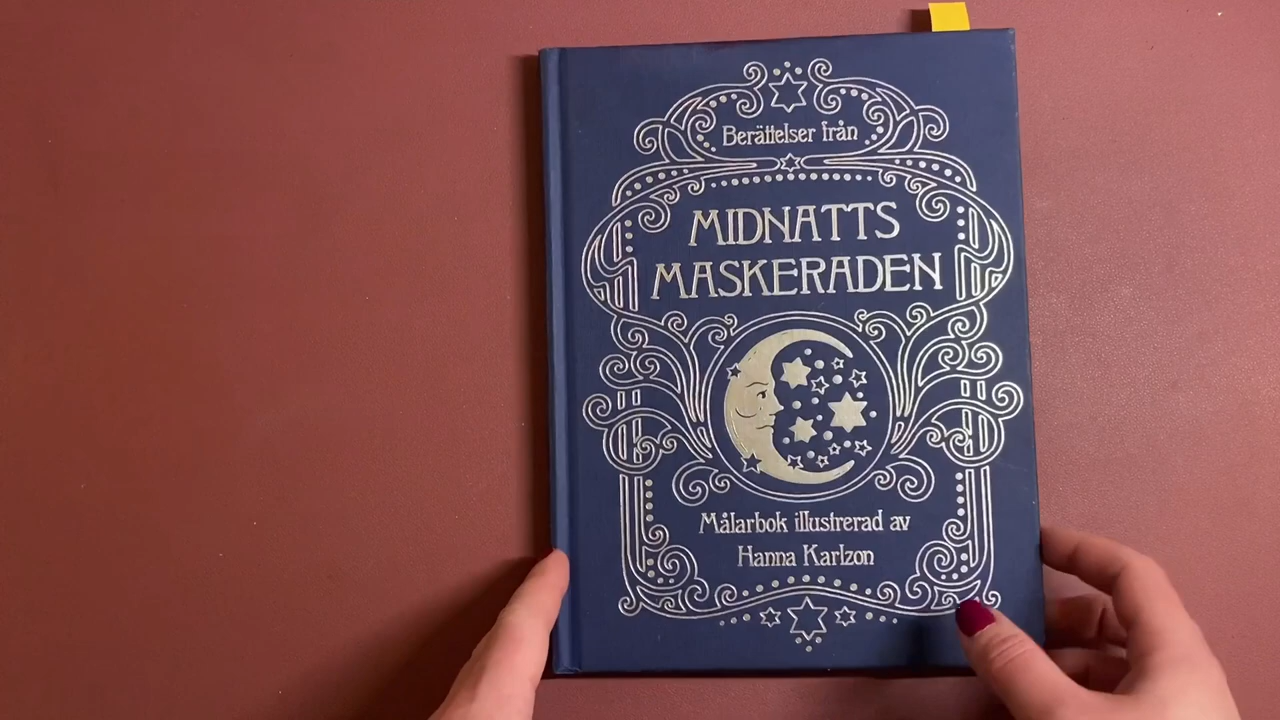 Berättelser från
MIDNATTS
MASKERADEN
Målarbok illustrerad av
Hanna Karlzon